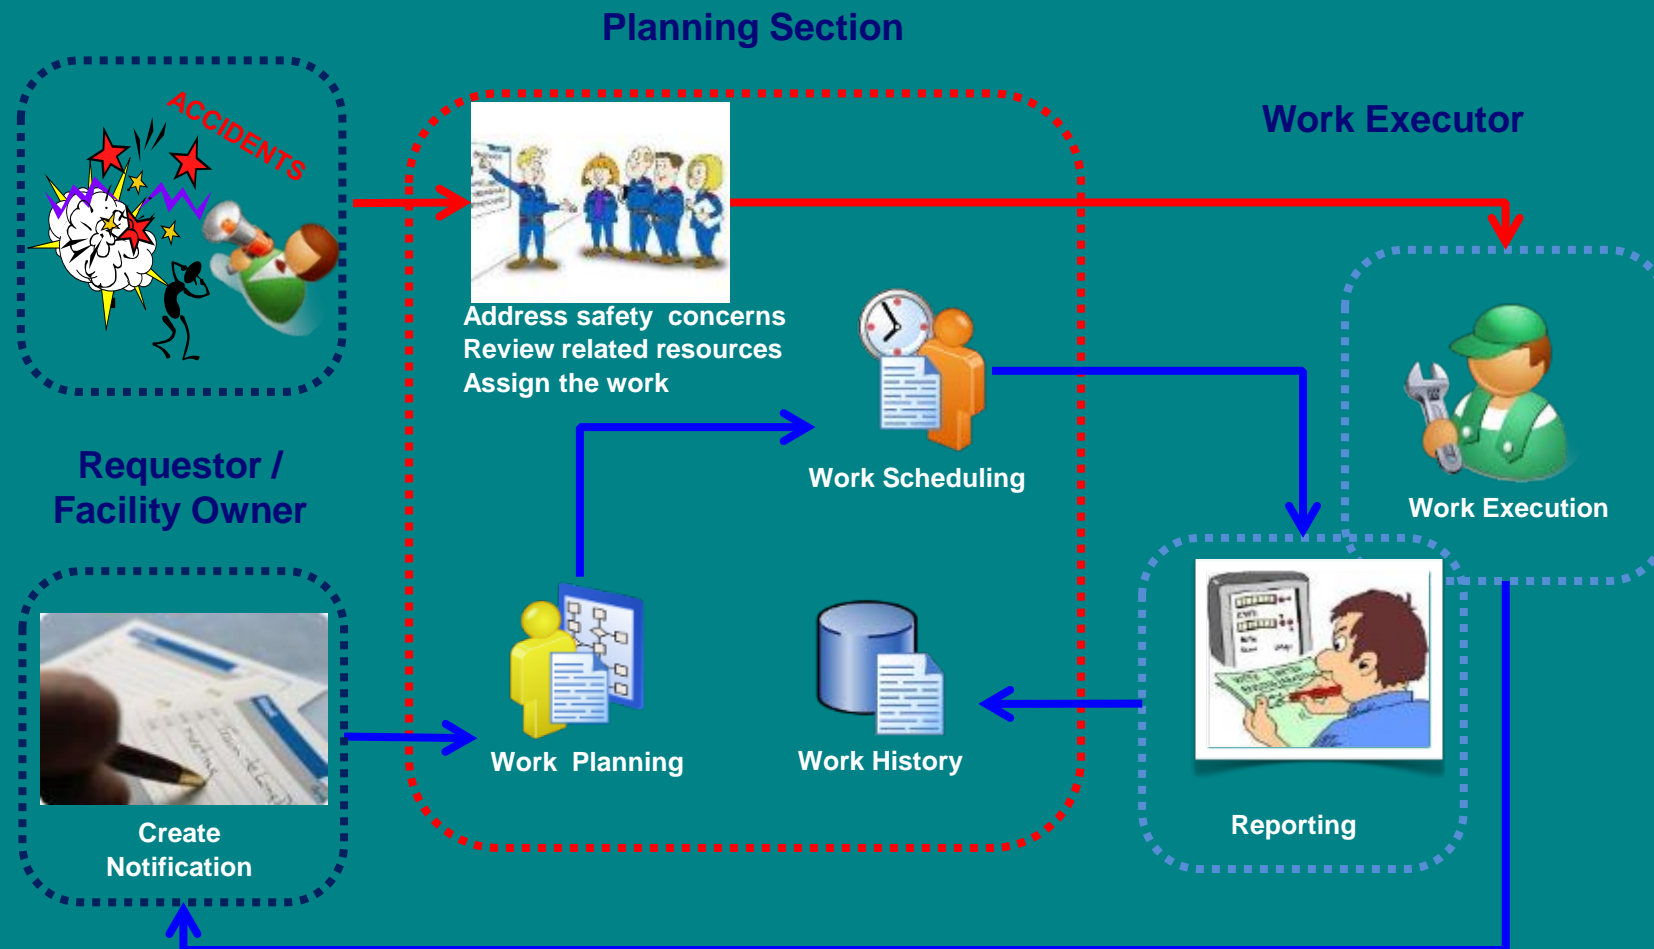 Planning Section
ACCIDENTS
Work Executor
Address safety concerns
Review related resources
Assign the work
Requestor /
Facility Owner
Work Scheduling
Work Execution
Work Planning
Work History
Create
Notification
Reporting